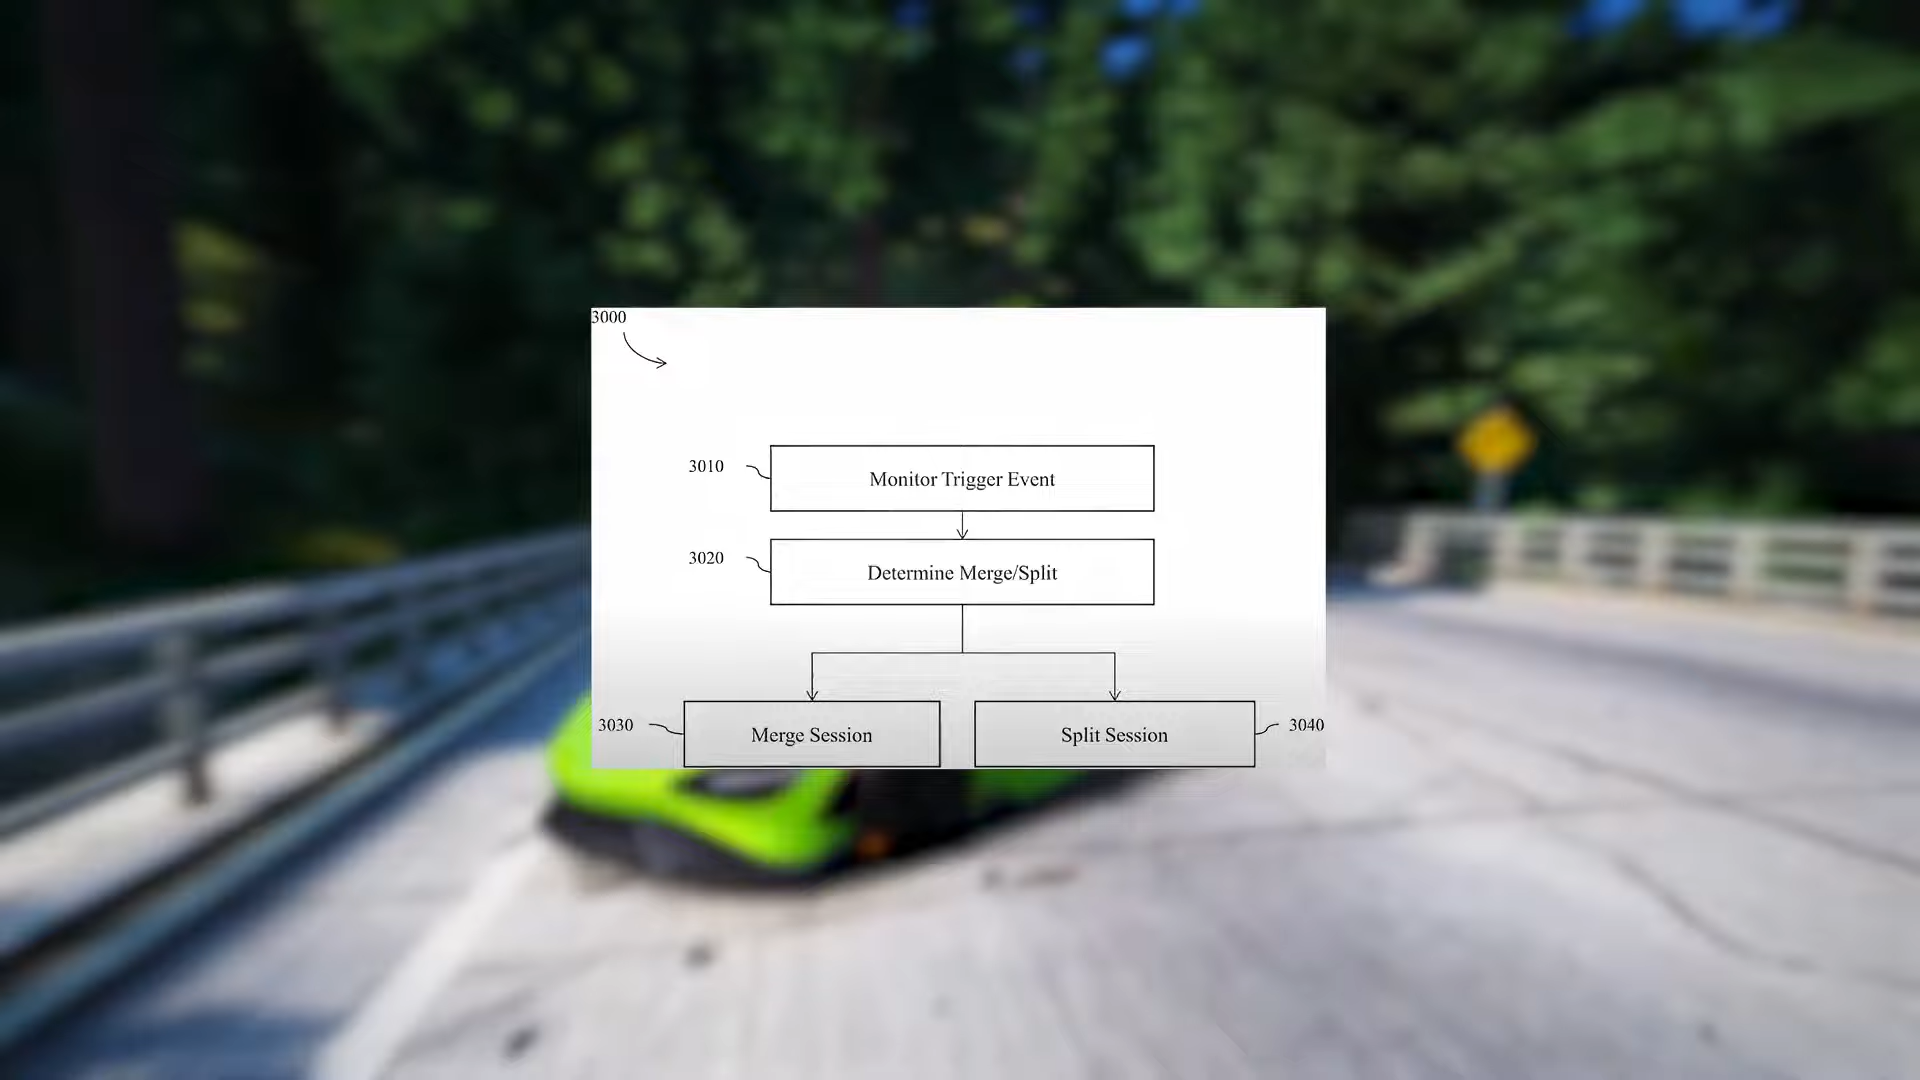 3000
3010
Monitor Trigger Event
3020
Determine Merge/Split
3030
Merge Session
Split Session
3040